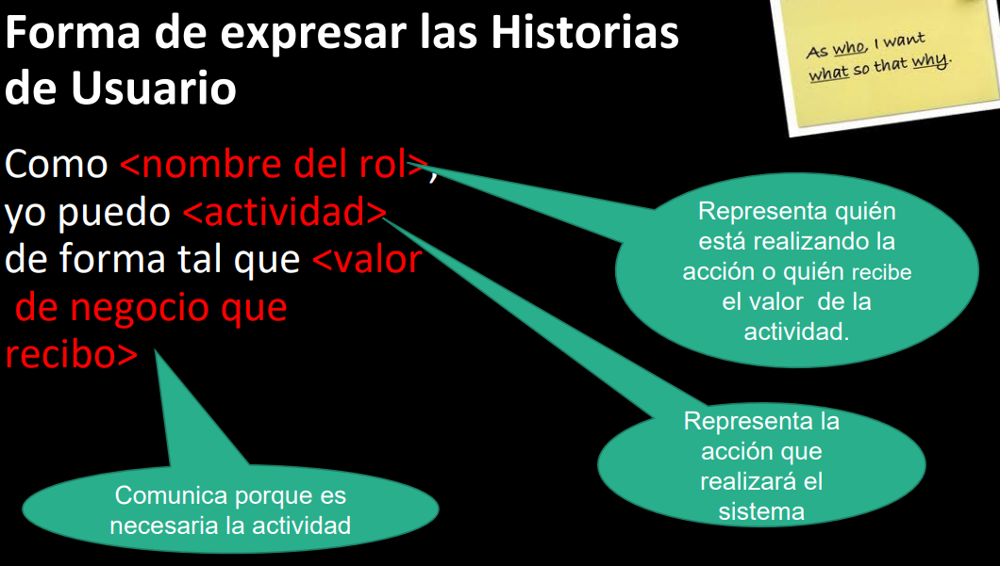 Forma de expresar las Historias
de Usuario
As who, I want
what so that why.
Como <nombre del rol>,
yo puedo <actividad>
de forma tal que <valor
de negocio que
recibo>
Representa quién
está realizando la
acción o quién recibe
el valor de la
actividad.
Representa la
acción que
realizará el
sistema
Comunica porque es
necesaria la actividad